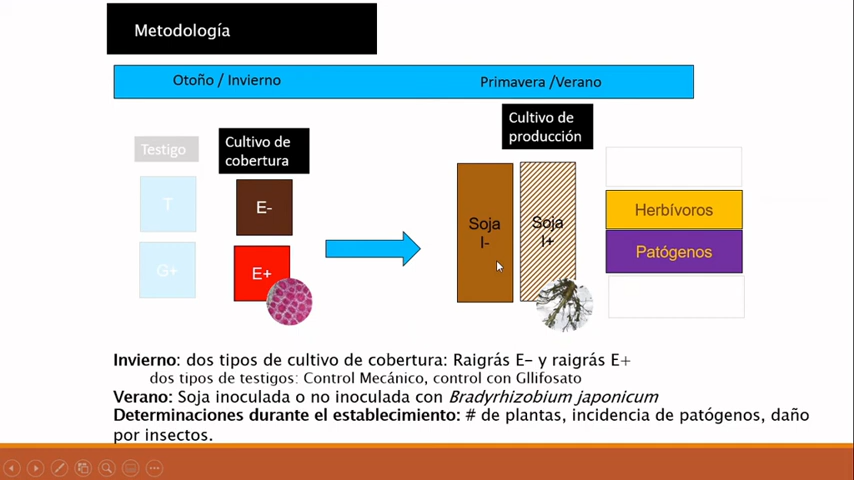 Metodología
Otoño / Invierno
Primavera /Verano
Testigo
Cultivo de
cobertura
Cultivo de
producción
T
E-
G+
E+
Soja
I-
Soja
I+
Herbívoros
Patógenos
Invierno: dos tipos de cultivo de cobertura: Raigrás E- y raigrás E+
dos tipos de testigos: Control Mecánico, control con Gllifosato
Verano: Soja inoculada o no inoculada con Bradyrhizobium japonicum
Determinaciones durante el establecimiento: # de plantas, incidencia de patógenos, daño
por insectos.